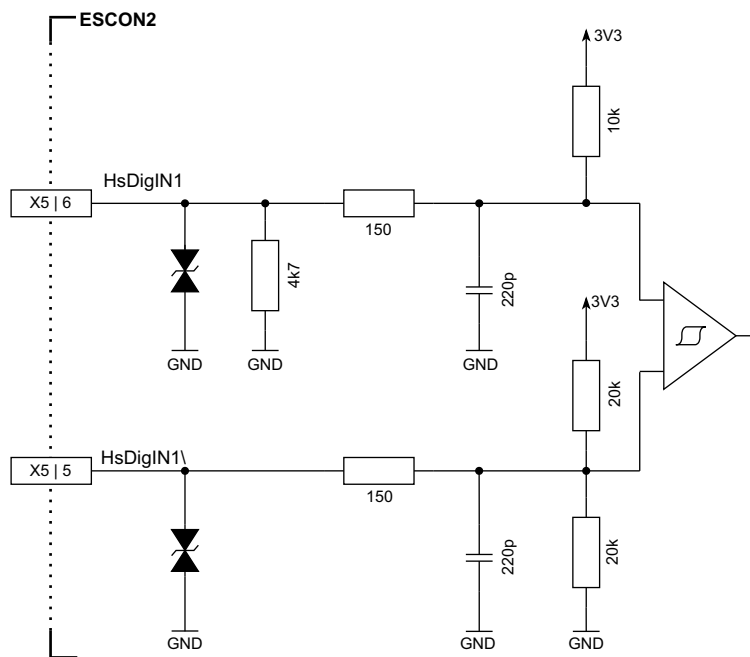 ESCON2
3V3
10k
HsDigIN1
X5 | 6
150
4k7
220p
3V3
GND
GND
GND
20k
HsDigIN1\
X5 | 5
150
220p
20k
GND
GND
GND